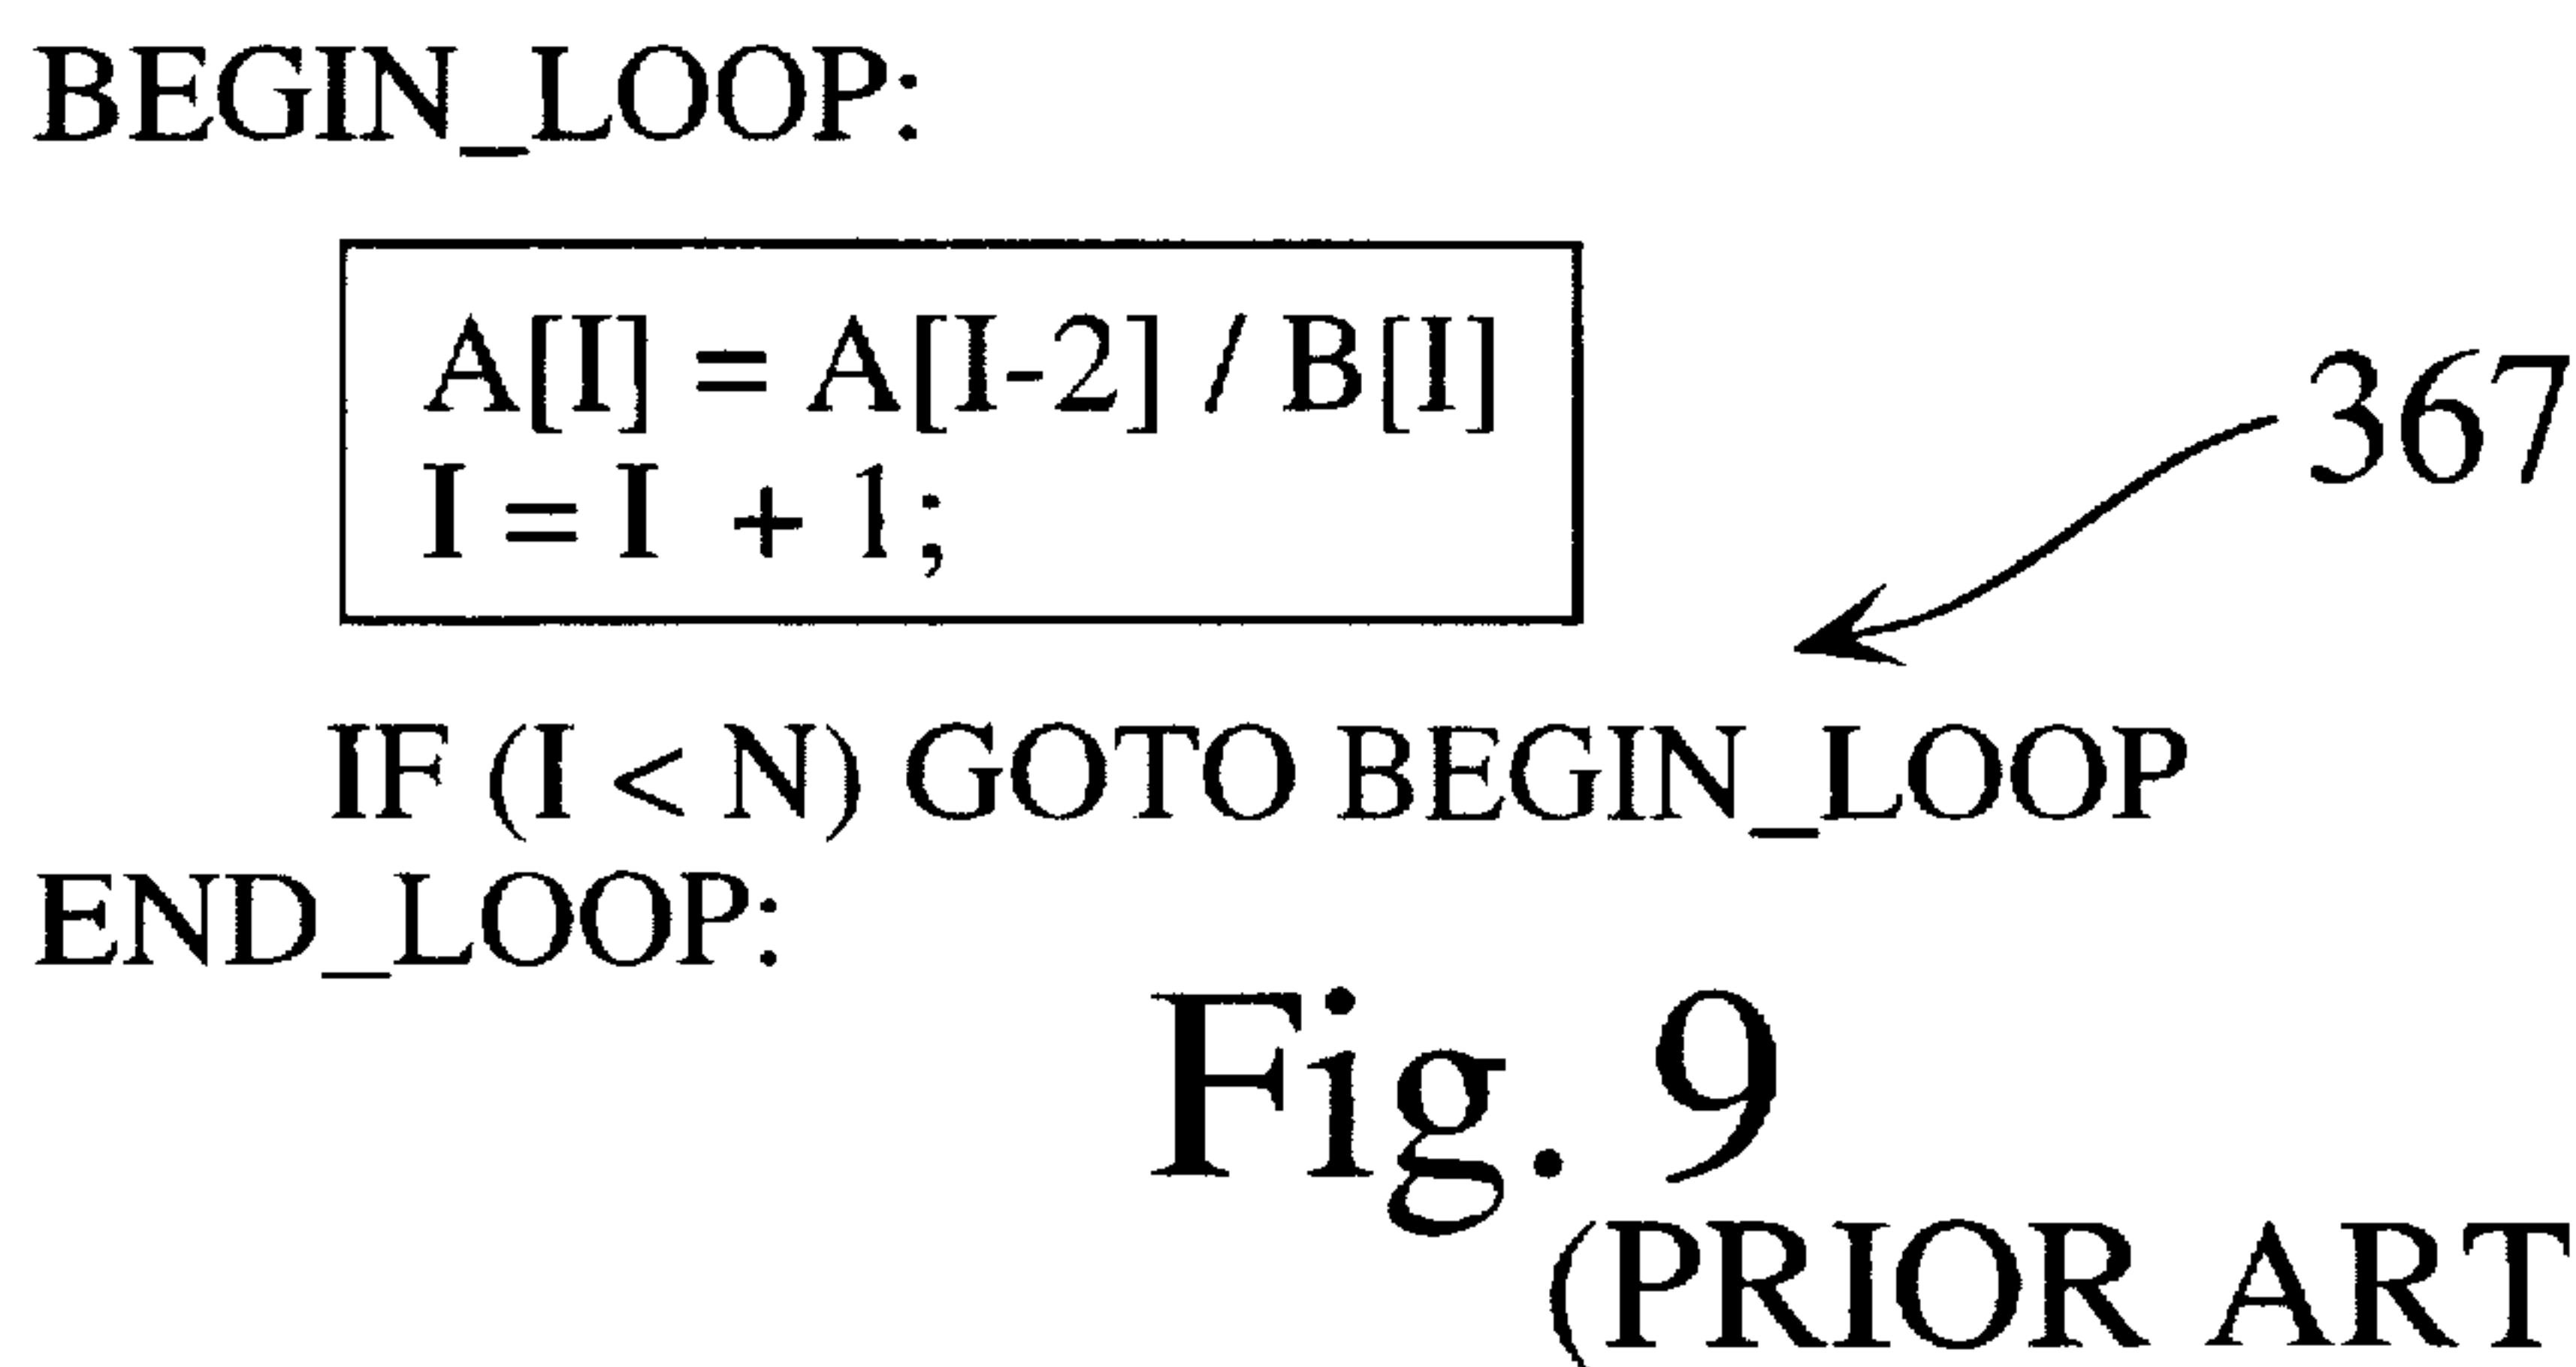 BEGIN_LOOP:
A[I] = A[I-2] / B[I]
I = I + 1;
367
IF (I < N) GOTO BEGIN_LOOP
END_LOOP:
Fig. 9
(PRIOR ART